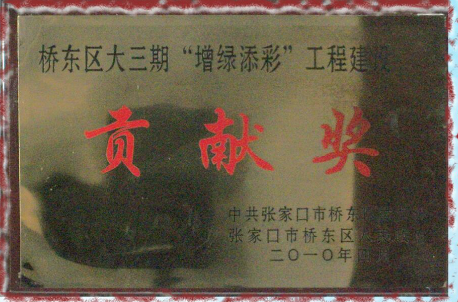 桥东区大三期“增绿添彩”工程建设
贡献奖
中共张家口市桥东
张家口市桥东区
二〇一〇年